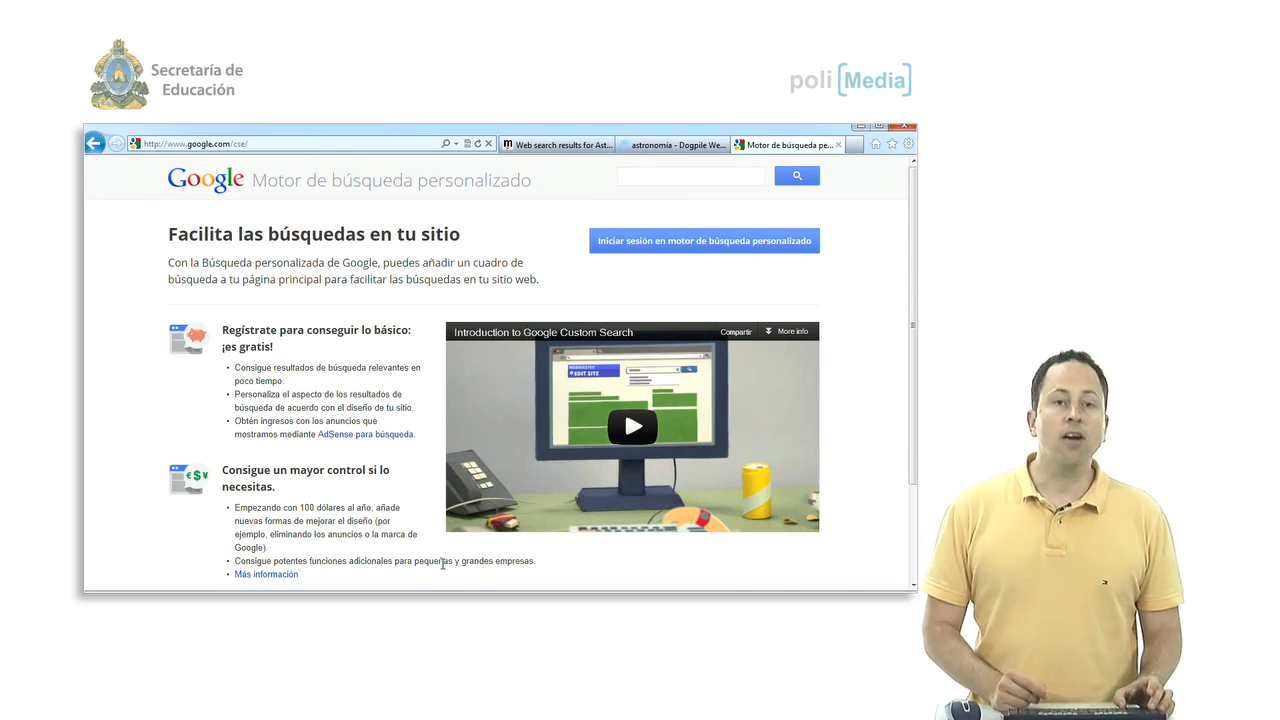 Secretaría de
Educación
poli[Media]
http://www.google.com/cse/
Web search results for Ast...
astronomía - Dogpile We...
Motor de búsqueda pe...
Google Motor de búsqueda personalizado
Facilita las búsquedas en tu sitio
Iniciar sesión en motor de búsqueda personalizado
Con la Búsqueda personalizada de Google, puedes añadir un cuadro de
búsqueda a tu página principal para facilitar las búsquedas en tu sitio web.
Regístrate para conseguir lo básico:
¡es gratis!
• Consigue resultados de búsqueda relevantes en
poco tiempo.
• Personaliza el aspecto de los resultados de
búsqueda de acuerdo con el diseño de tu sitio.
• Obtén ingresos con los anuncios que
mostramos mediante AdSense para búsqueda.
Introduction to Google Custom Search
Compartir
More info
WEBMASTER
EDIT SITE
Consigue un mayor control si lo
necesitas.
• Empezando con 100 dólares al año, añade
nuevas formas de mejorar el diseño (por
ejemplo, eliminando los anuncios o la marca de
Google).
• Consigue potentes funciones adicionales para pequeñas y grandes empresas.
• Más información